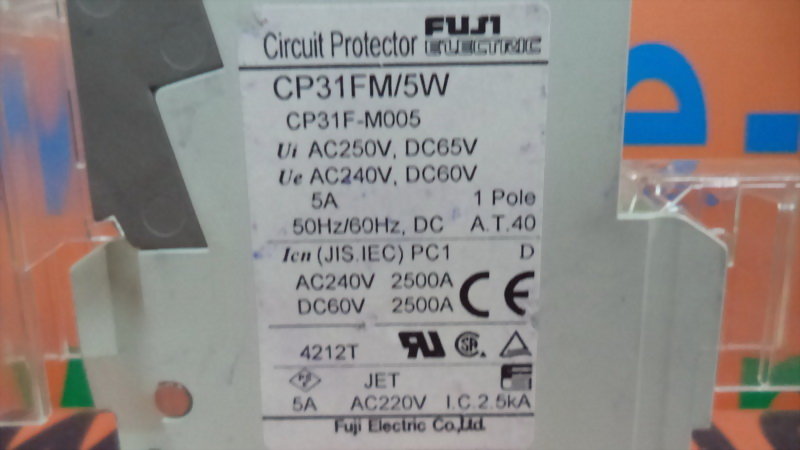 Circuit Protector FUJI ELECTRIC
CP31FM/5W
CP31F-M005
Ui AC250V, DC65V
Ue AC240V, DC60V
5A 1 Pole
50Hz/60Hz, DC A.T.40
Icn (JIS.IEC) PC1 D
AC240V 2500A CE
DC60V 2500A
4212T
JET
5A AC220V I.C.2.5kA
Fuji Electric Co,Ltd.